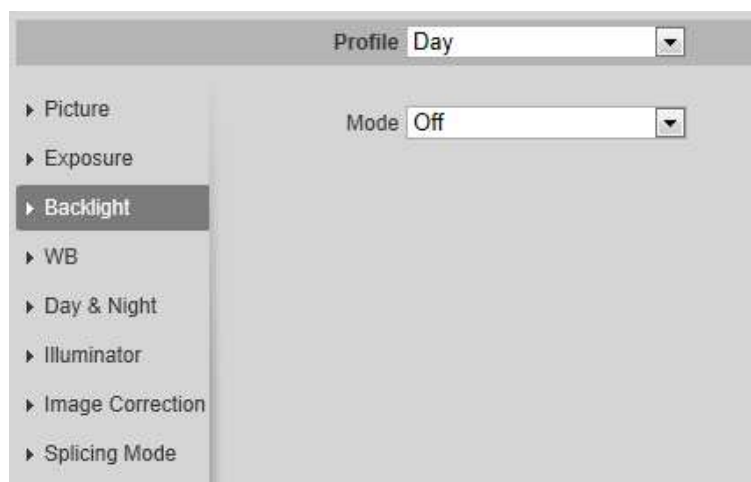 Profile Day
Picture
Mode Off
Exposure
Backlight
WB
Day & Night
Illuminator
Image Correction
Splicing Mode